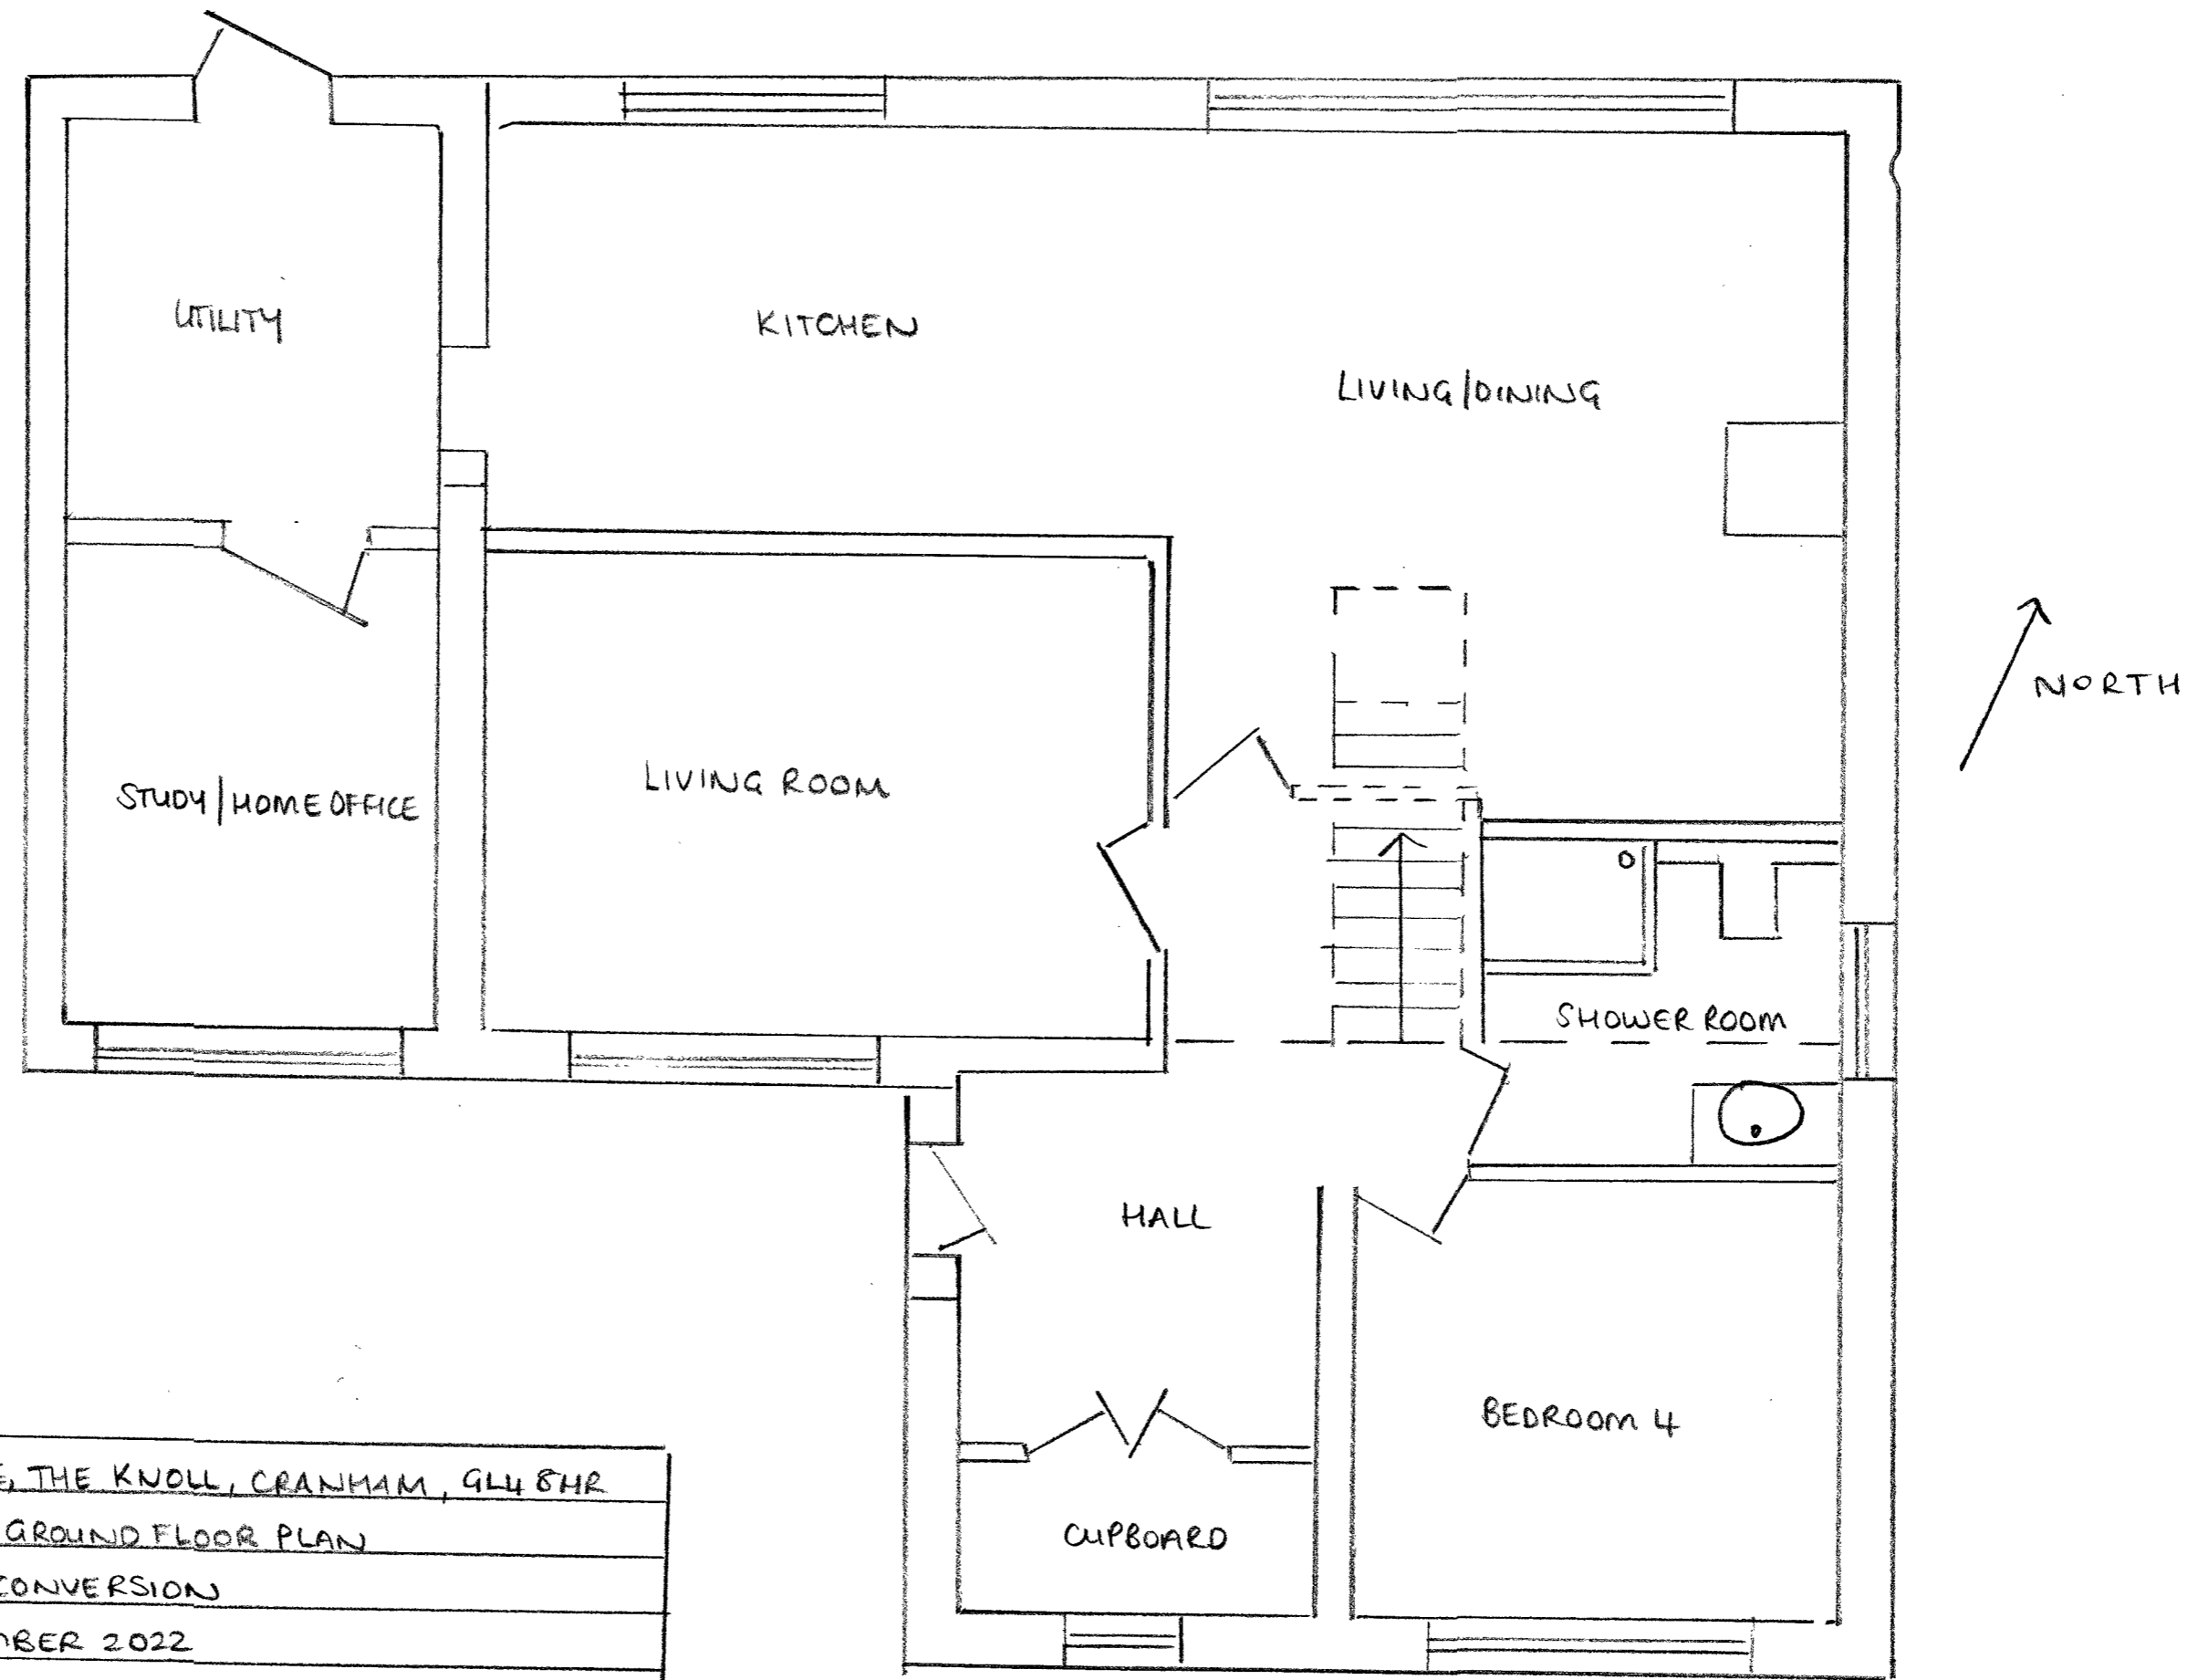 UTILITY
KITCHEN
LIVING/DINING
NORTH
STUDY/HOME OFFICE
LIVING ROOM
SHOWER ROOM
HALL
BEDROOM 4
CUPBOARD
THE KNOLL, CRANHAM, GL4 8HR
GROUND FLOOR PLAN
CONVERSION
2022